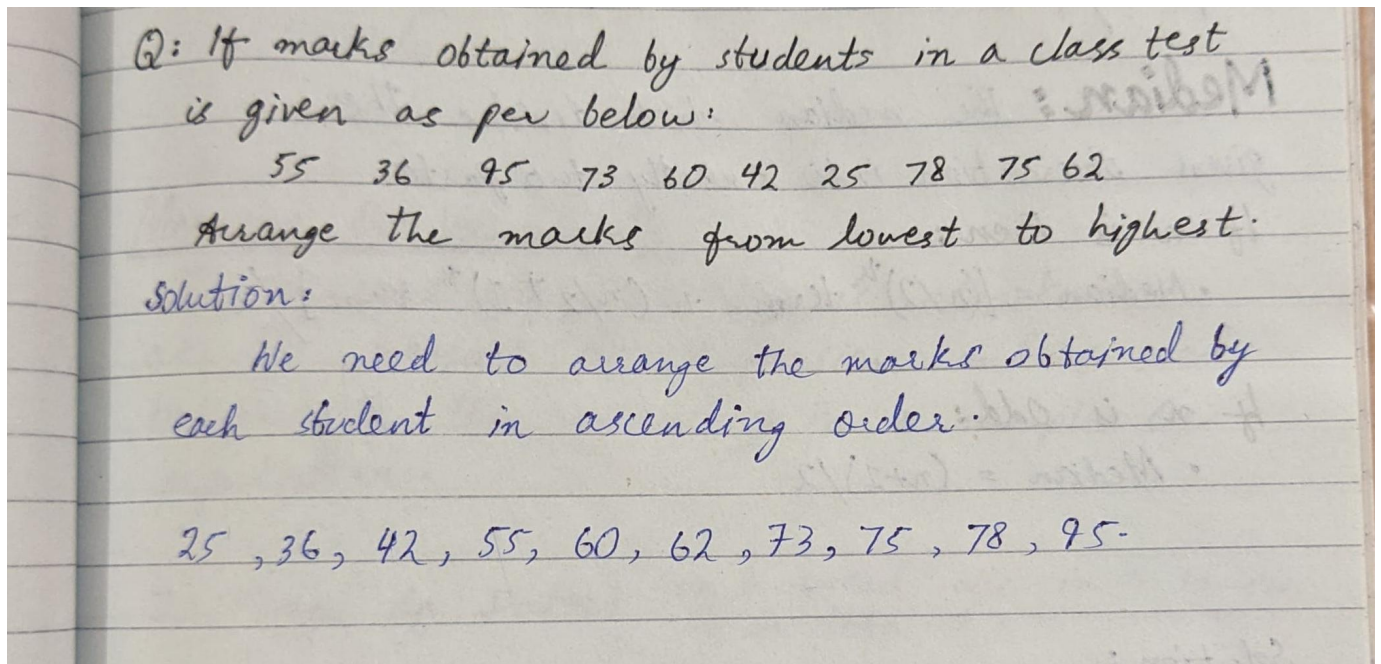 Q: If marks obtained by students in a class test
is given as per below:
55 36 95 73 60 42 25 78 75 62
Arrange the marks from lowest to highest.
Solution:
We need to arrange the marks obtained by
each student in ascending order.
25, 36, 42, 55, 60, 62, 73, 75, 78, 95.